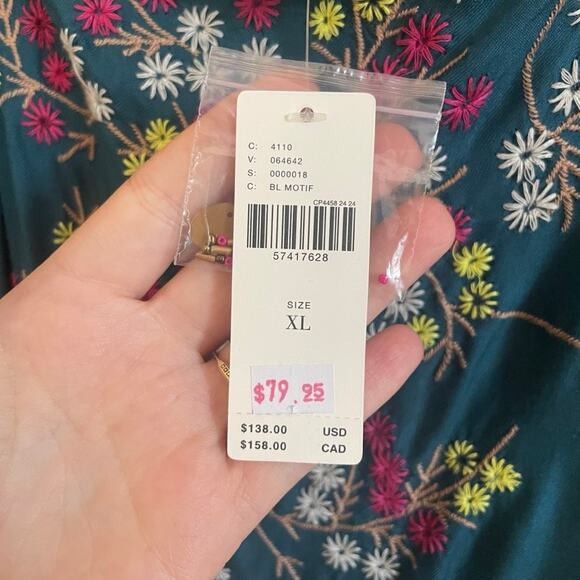 C: 4110
V: 064642
S: 0000018
C: BL MOTIF
CP4458 24 24
57417628
SIZE
XL
$79.95
$138.00 USD
$158.00 CAD